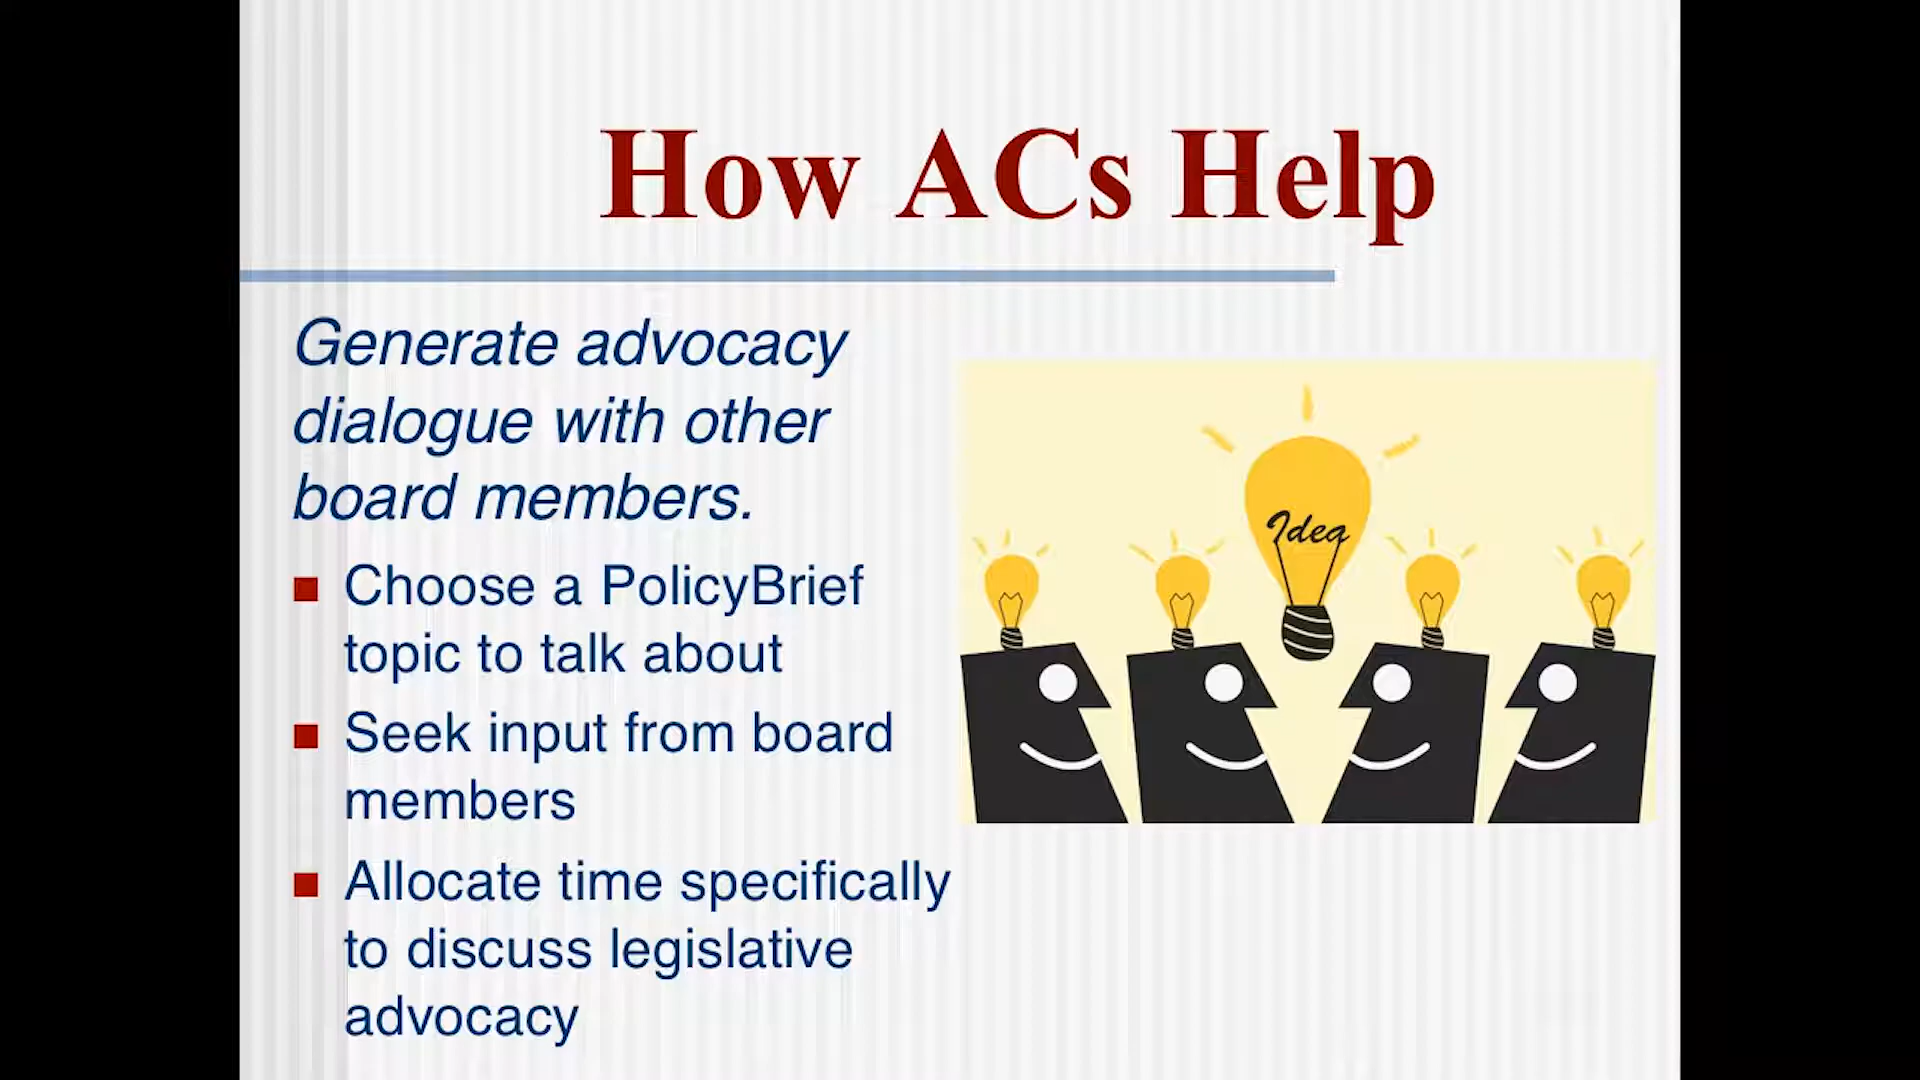 How ACs Help
Generate advocacy
dialogue with other
board members.
Choose a PolicyBrief
topic to talk about
Seek input from board
members
Allocate time specifically
to discuss legislative
advocacy
Idea